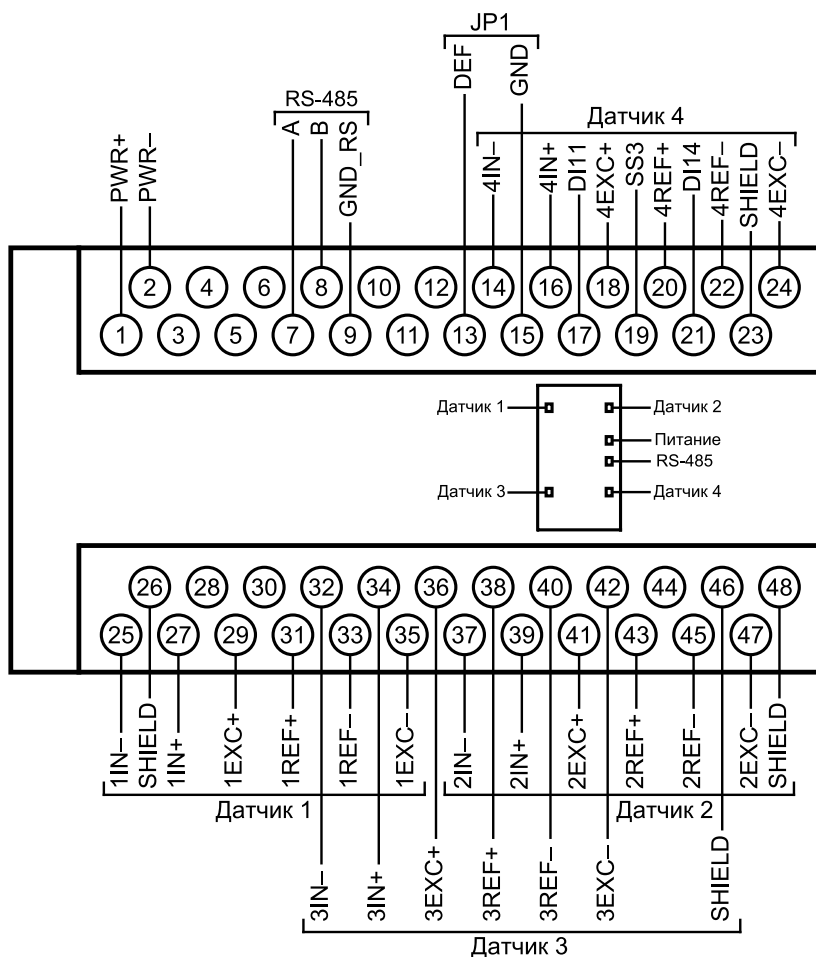 JP1
DEF
GND
RS-485
A
B
GND_RS
PWR+
PWR–
Датчик 4
4IN–
4IN+
DI11
4EXC+
SS3
4REF+
DI14
4REF–
SHIELD
4EXC–
2 4 6 8 10 12 14 16 18 20 22 24
1 3 5 7 9 11 13 15 17 19 21 23
Датчик 1
Датчик 2
Питание
RS-485
Датчик 3
Датчик 4
26 28 30 32 34 36 38 40 42 44 46 48
25 27 29 31 33 35 37 39 41 43 45 47
1IN–
SHIELD
1IN+
1EXC+
1REF+
1REF–
1EXC–
Датчик 1
2IN–
2IN+
2EXC+
2REF+
2REF–
2EXC–
SHIELD
Датчик 2
3IN–
3IN+
3EXC+
3REF+
3REF–
3EXC–
SHIELD
Датчик 3